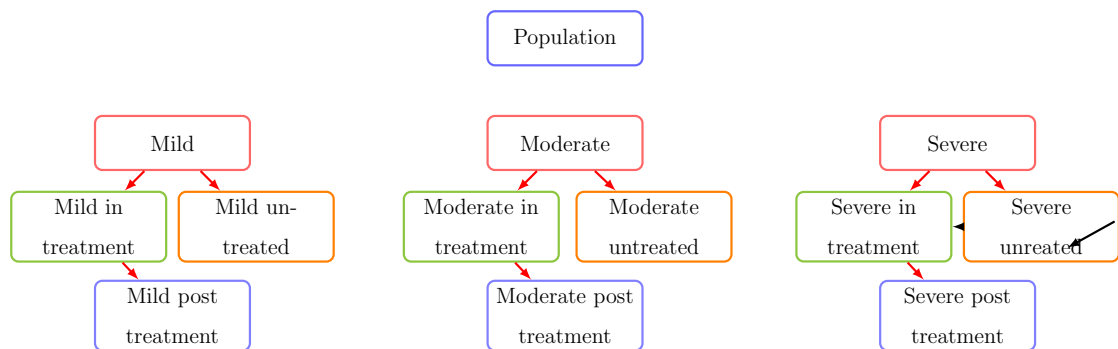 Population
Mild
Moderate
Severe
Mild in
treatment
Mild un-
treated
Moderate in
treatment
Moderate
untreated
Severe in
treatment
Severe
unreated
Mild post
treatment
Moderate post
treatment
Severe post
treatment